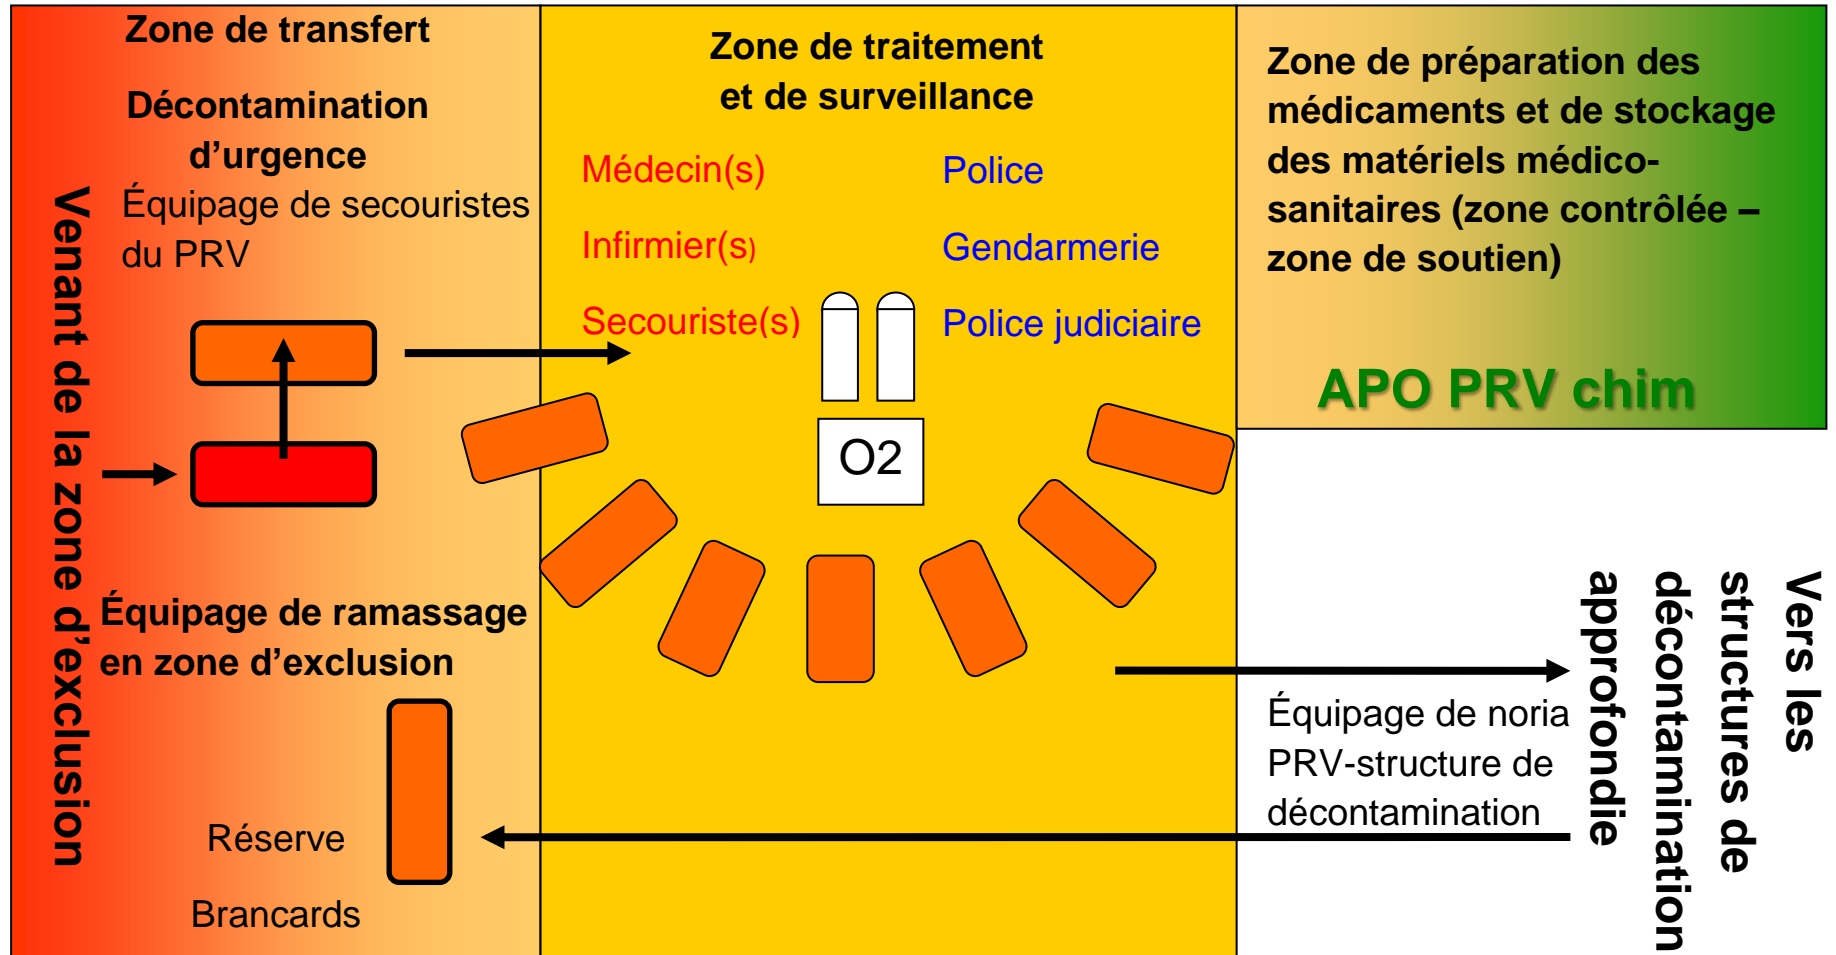 Zone de transfert
Décontamination
d'urgence
Équipage de secouristes
du PRV
Venant de la zone d'exclusion
Équipage de ramassage
en zone d'exclusion
Réserve
Brancards
Zone de traitement
et de surveillance
Médecin(s)
Infirmier(s)
Secouriste(s)
Police
Gendarmerie
Police judiciaire
O2
Zone de préparation des
médicaments et de stockage
des matériels médico-
sanitaires (zone contrôlée –
zone de soutien)
APO PRV chim
Équipage de noria
PRV-structure de
décontamination
Vers les
structures de
décontamination
approfondie